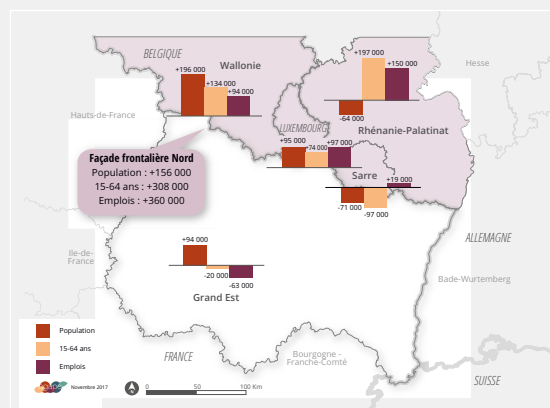 BELGIQUE
Wallonie
+196 000
+134 000
+94 000
+197 000
+150 000
-64 000
Hesse
Hauts-de-France
LUXEMBOURG
Rhénanie-Palatinat
+95 000
+74 000
+97 000
Façade frontalière Nord
Population : +156 000
15-64 ans : +308 000
Emplois : +360 000
Sarre
+19 000
-71 000
-97 000
ALLEMAGNE
+94 000
-20 000
-63 000
Grand Est
Ile-de-
France
Bade-Wurtemberg
Population
15-64 ans
Emplois
FRANCE
Bourgogne -
Franche-Comté
SUISSE
Novembre 2017
0 50 100 Km